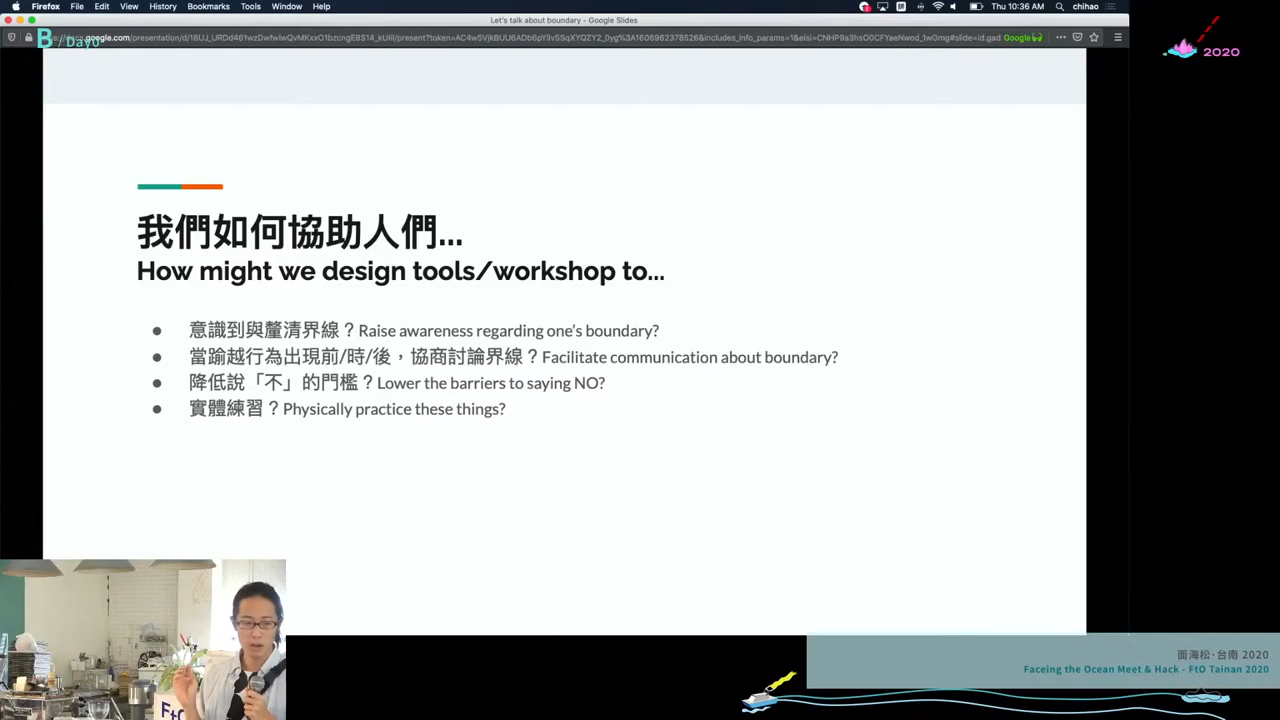 Firefox File Edit View History Bookmarks Tools Window Help
Thu 10:36 AM chihao
Let's talk about boundary - Google Slides
B / Day0
Google
2020
我們如何協助人們...
How might we design tools/workshop to...
意識到與釐清界線？Raise awareness regarding one's boundary?
當踰越行為出現前/時/後，協商討論界線？Facilitate communication about boundary?
降低說「不」的門檻？Lower the barriers to saying NO?
實體練習？Physically practice these things?
FtO
面海松·台南 2020
Faceing the Ocean Meet & Hack - FtO Tainan 2020